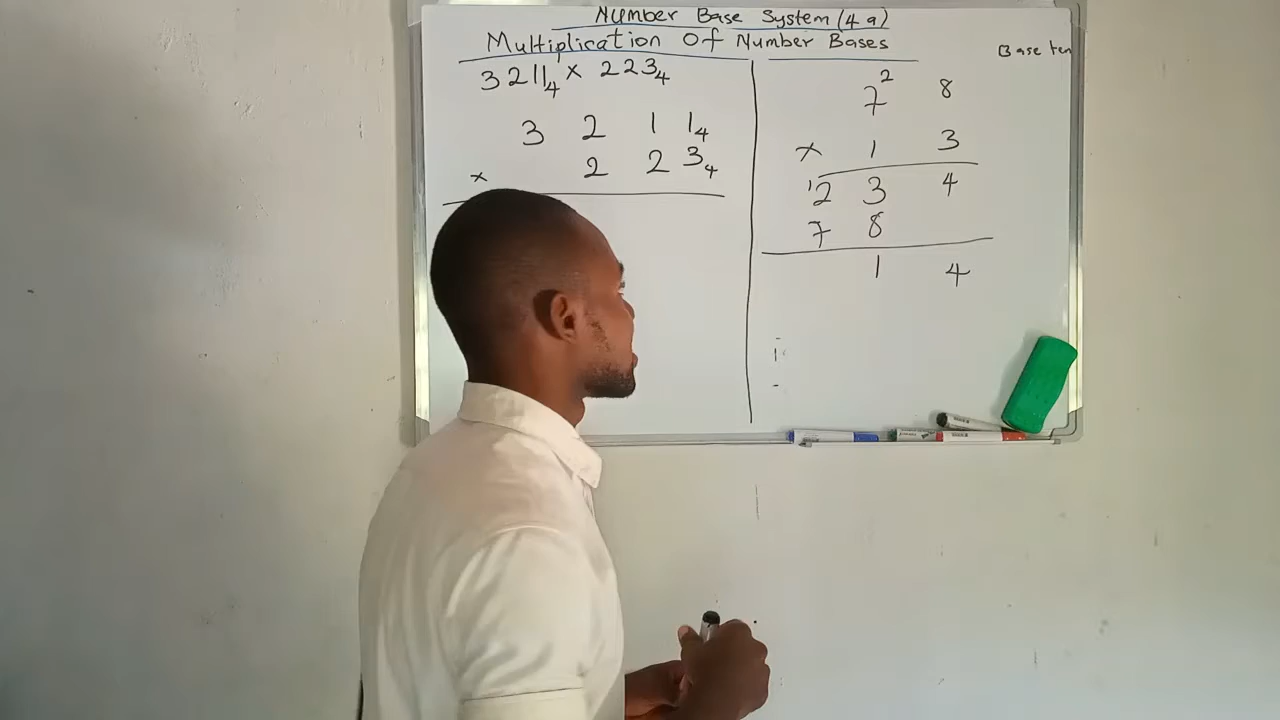 Number Base System (4a)
Multiplication Of Number Bases
3211₄ x 223₄
3 2 1 1₄
x 2 2 3₄
Base ten
7² 8
x 1 3
¹2 3 4
7 8
1 4